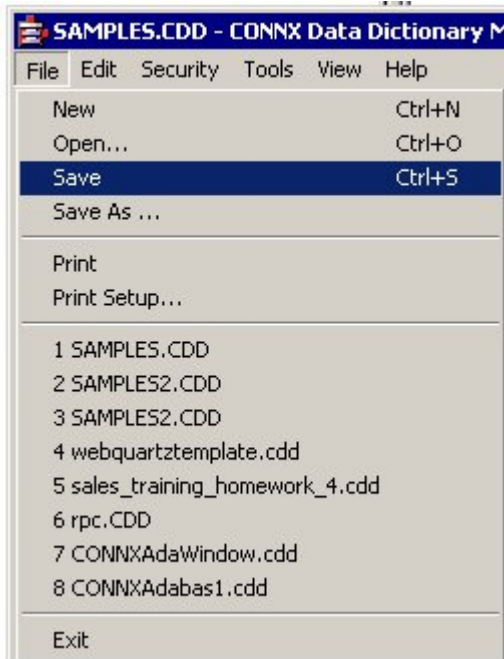 SAMPLES.CDD - CONNX Data Dictionary M
File Edit Security Tools View Help
New Ctrl+N
Open... Ctrl+O
Save Ctrl+S
Save As ...
Print
Print Setup...
1 SAMPLES.CDD
2 SAMPLES2.CDD
3 SAMPLES2.CDD
4 webquartztemplate.cdd
5 sales_training_homework_4.cdd
6 rpc.CDD
7 CONNXAdaWindow.cdd
8 CONNXAdabas1.cdd
Exit